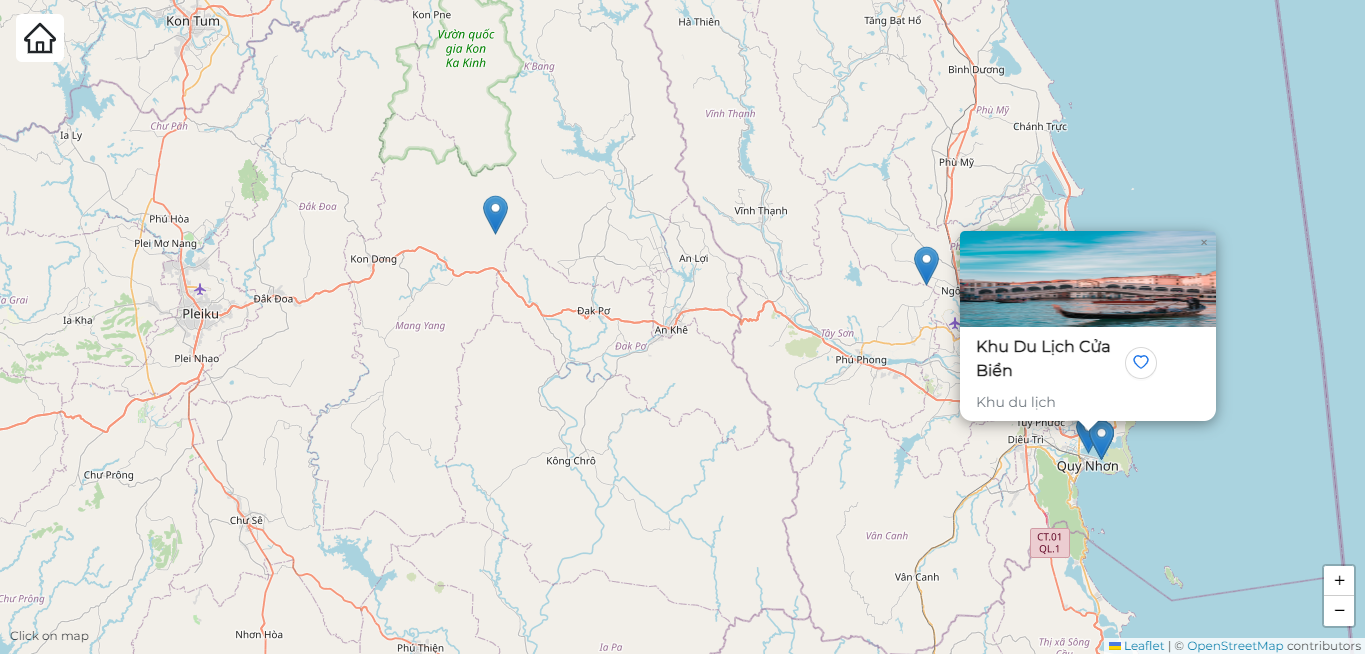 Kon Pne
Kon Tum
Hà Thiên
Tăng Bạt Hổ
Vườn quốc
gia Kon
Ka Kinh
K'Bang
Bình Dương
Phù Mỹ
Vĩnh Thạnh
Chư Păh
Chánh Trực
Ia Ly
Phù Mỹ
Đắk Đoa
Vĩnh Thạnh
Phú Hòa
Plei Mơ Nang
Kon Dơng
An Lợi
×
Đắk Đoa
Ia Kha
Pleiku
Đak Pơ
Mang Yang
An Khê
Tây Sơn
Đak Pơ
Plei Nhao
Phú Phong
Khu Du Lịch Cửa
Biển
Khu du lịch
Tuy Phước
Diêu Trì
Kông Chrô
Quy Nhơn
Chư Prông
Chư Sê
Vân Canh
CT.01
QL.1
Vân Canh
+
−
Chư Prông
Click on map
Nhơn Hòa
Phú Thiện
Ia Pa
Thị xã Sông
Leaflet | © OpenStreetMap contributors